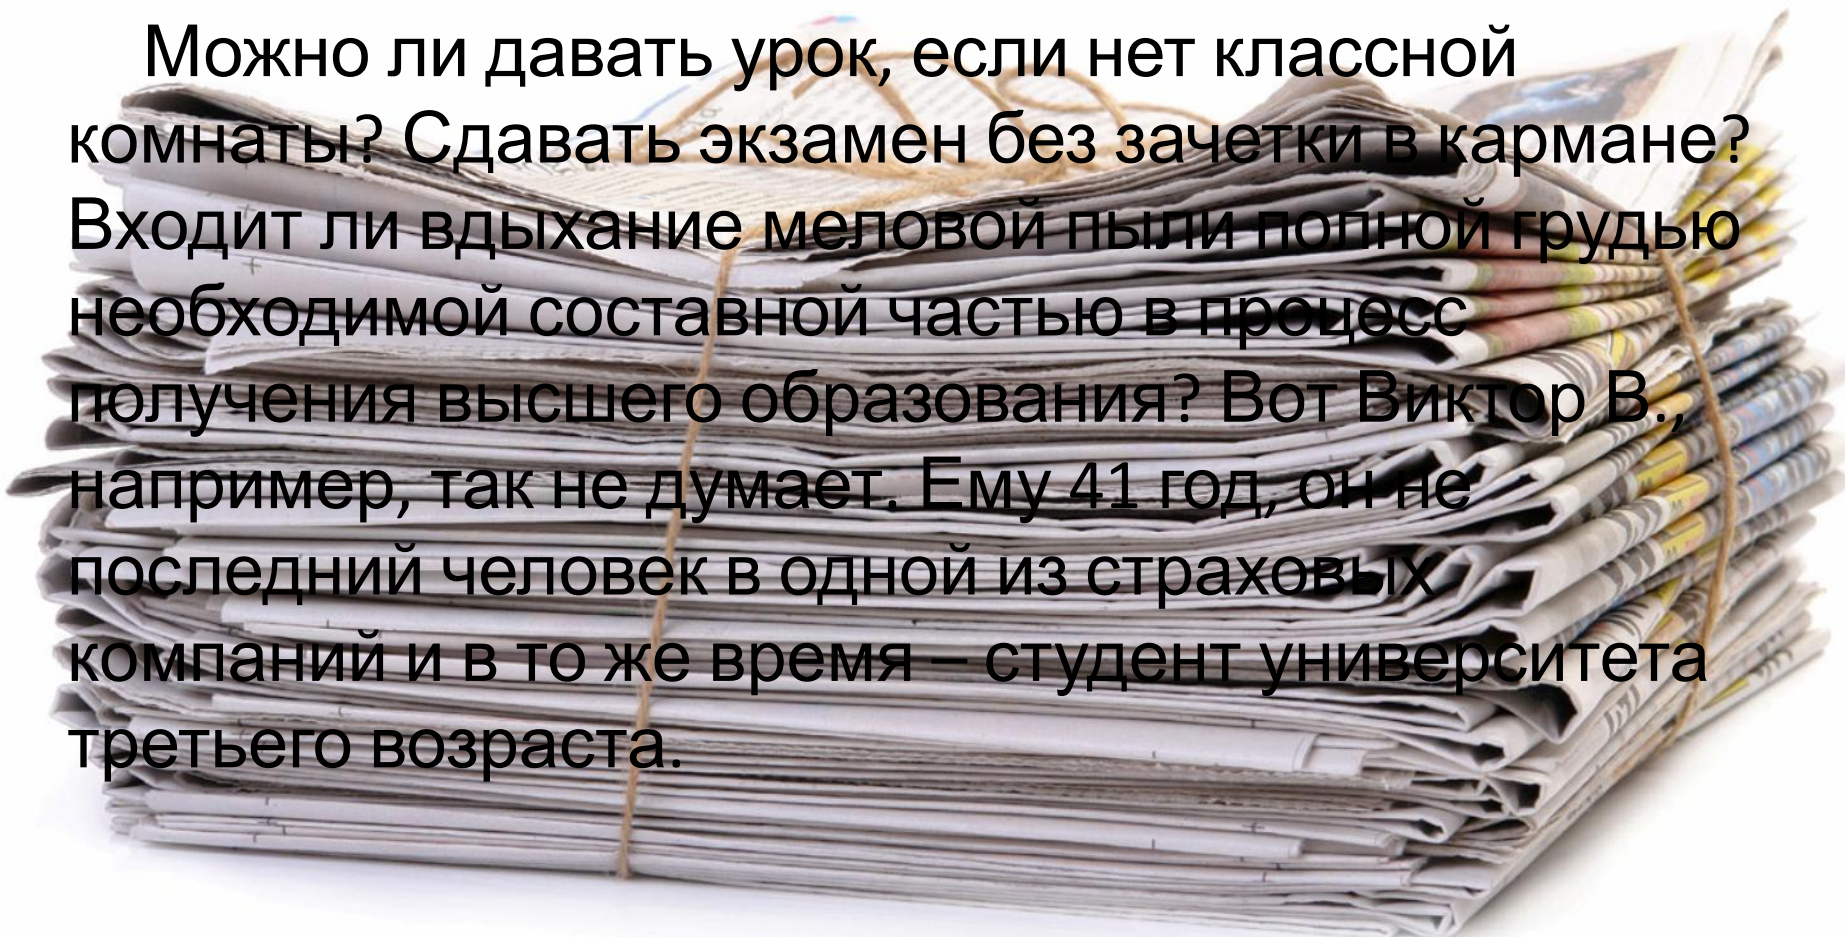 Можно ли давать урок, если нет классной
комнаты? Сдавать экзамен без зачетки в кармане?
Входит ли вдыхание меловой пыли полной грудью
необходимой составной частью в процесс
получения высшего образования? Вот Виктор В.,
например, так не думает. Ему 41 год, он не
последний человек в одной из страховых
компаний и в то же время – студент университета
третьего возраста.